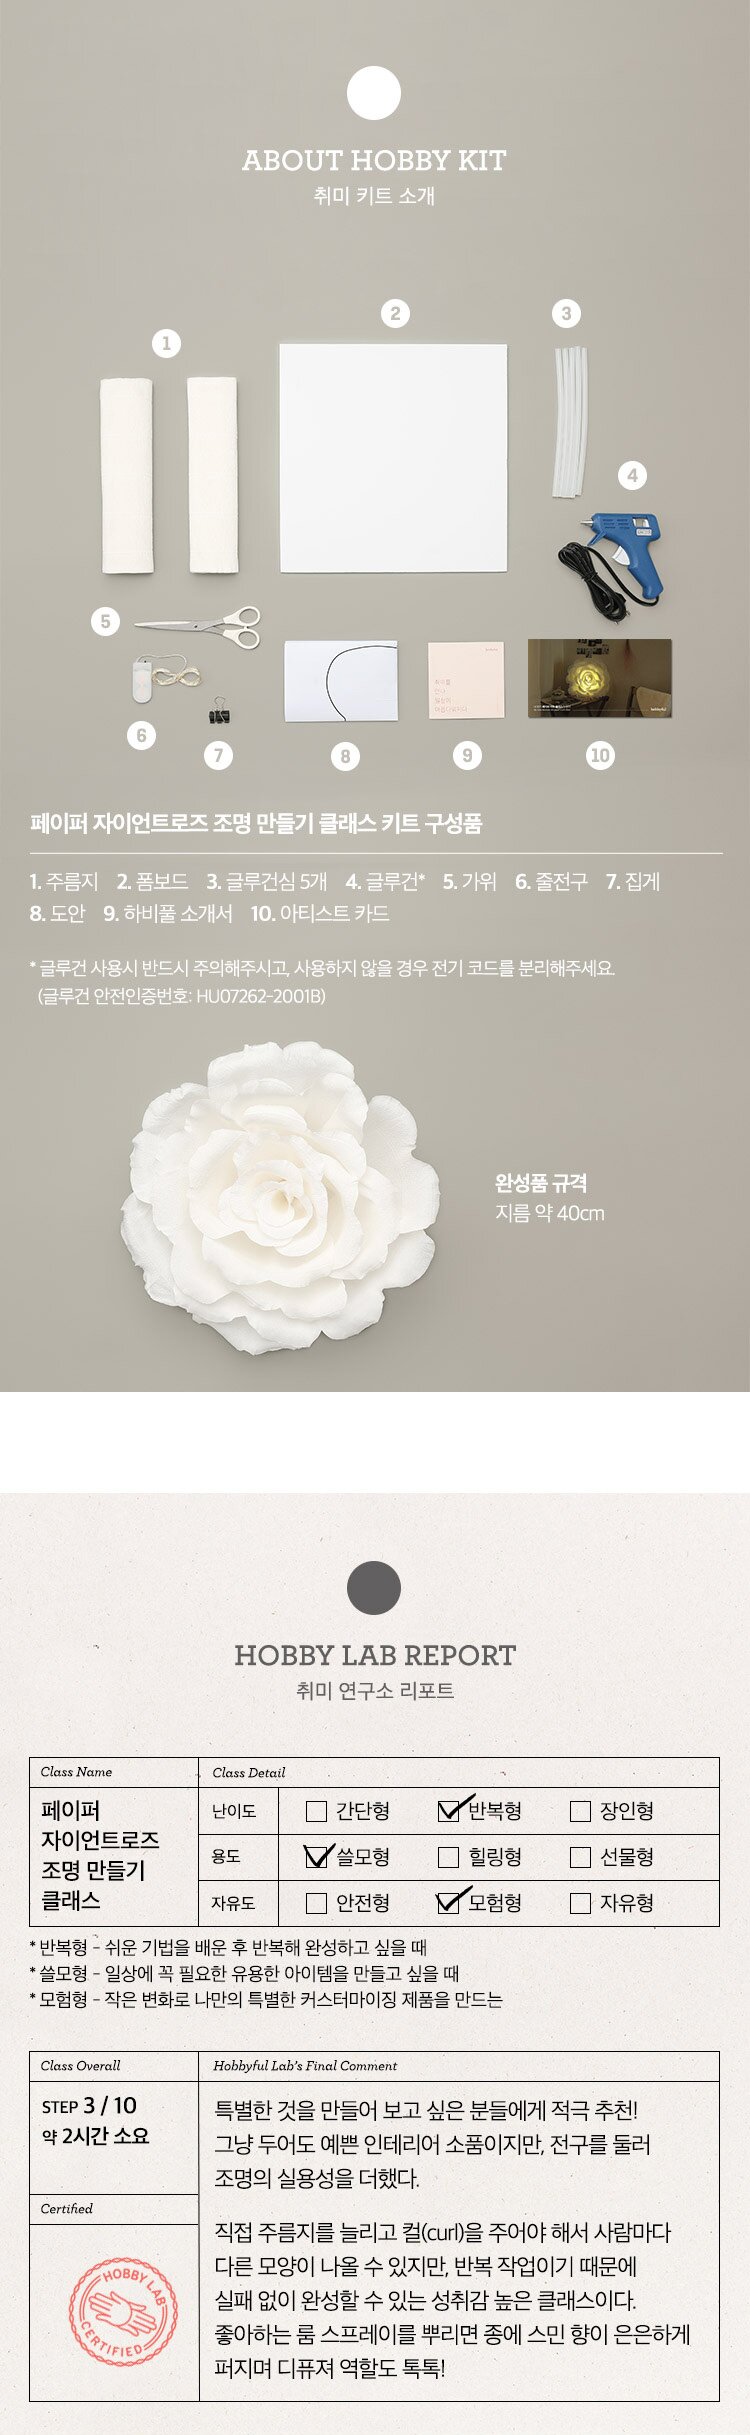 ABOUT HOBBY KIT
취미 키트 소개
1
2
3
4
5
6
7
8
9
10
취미를
만나
일상이
아름다워지다
hobbyful
페이퍼 자이언트로즈 조명 만들기 클래스 키트 구성품
1. 주름지 2. 폼보드 3. 글루건심 5개 4. 글루건* 5. 가위 6. 줄전구 7. 집게
8. 도안 9. 하비풀 소개서 10. 아티스트 카드
* 글루건 사용시 반드시 주의해주시고, 사용하지 않을 경우 전기 코드를 분리해주세요.
(글루건 안전인증번호: HU07262-2001B)
완성품 규격
지름 약 40cm
HOBBY LAB REPORT
취미 연구소 리포트
Class Name
Class Detail
페이퍼
자이언트로즈
조명 만들기
클래스
난이도 간단형 반복형 장인형
용도 쓸모형 힐링형 선물형
자유도 안전형 모험형 자유형
* 반복형 - 쉬운 기법을 배운 후 반복해 완성하고 싶을 때
* 쓸모형 - 일상에 꼭 필요한 유용한 아이템을 만들고 싶을 때
* 모험형 - 작은 변화로 나만의 특별한 커스터마이징 제품을 만드는
Class Overall
Hobbyful Lab's Final Comment
STEP 3 / 10
약 2시간 소요
Certified
HOBBY LAB
CERTIFIED
특별한 것을 만들어 보고 싶은 분들에게 적극 추천!
그냥 두어도 예쁜 인테리어 소품이지만, 전구를 둘러
조명의 실용성을 더했다.
직접 주름지를 늘리고 컬(curl)을 주어야 해서 사람마다
다른 모양이 나올 수 있지만, 반복 작업이기 때문에
실패 없이 완성할 수 있는 성취감 높은 클래스이다.
좋아하는 룸 스프레이를 뿌리면 종에 스민 향이 은은하게
퍼지며 디퓨져 역할도 톡톡!